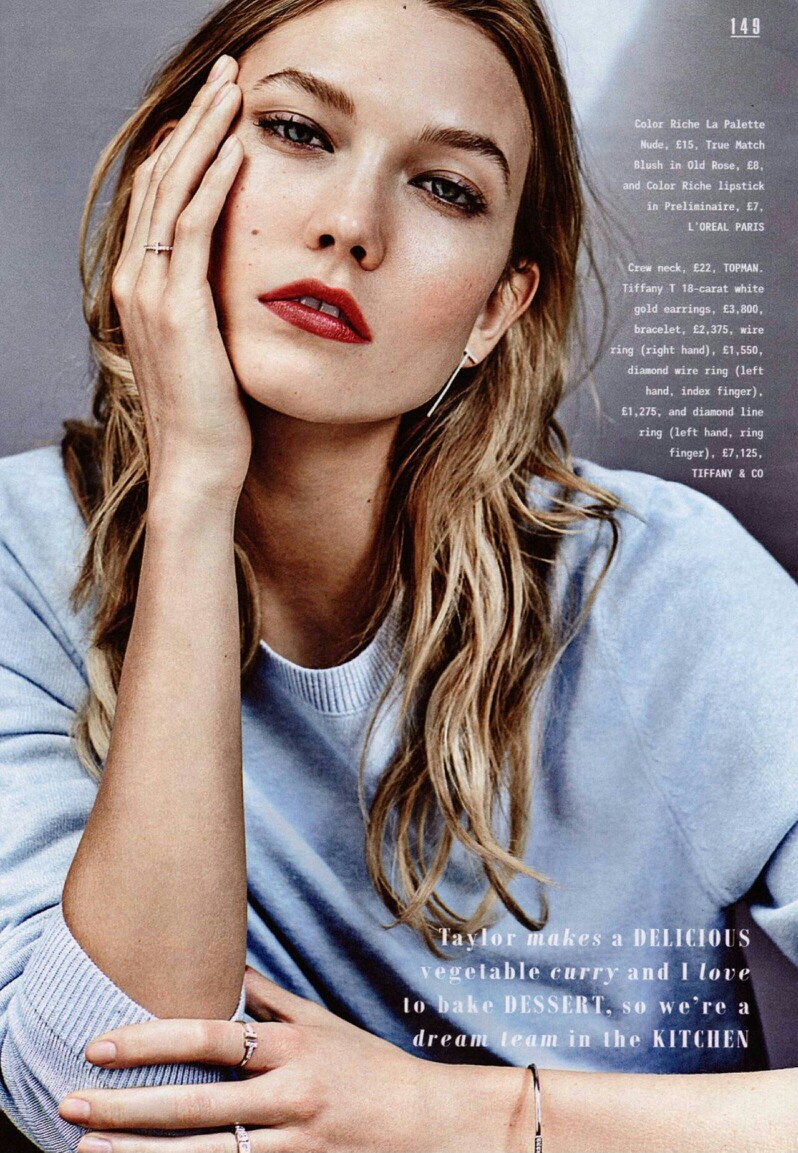 149
Color Riche La Palette
Nude, £15, True Match
Blush in Old Rose, £8,
and Color Riche lipstick
in Preliminaire, £7,
L'OREAL PARIS
Crew neck, £22, TOPMAN.
Tiffany T 18-carat white
gold earrings, £3,800,
bracelet, £2,375, wire
ring (right hand), £1,550,
diamond wire ring (left
hand, index finger),
£1,275, and diamond line
ring (left hand, ring
finger), £7,125,
TIFFANY & CO
Taylor makes a DELICIOUS
vegetable curry and I love
to bake DESSERT, so we're a
dream team in the KITCHEN